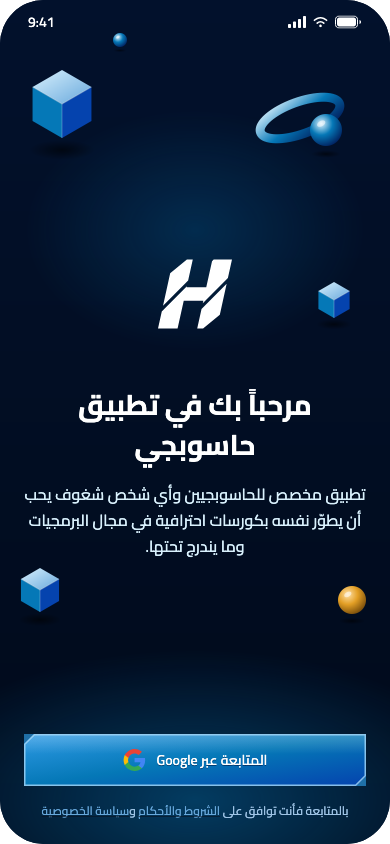 9:41
مرحباً بك في تطبيق
حاسوبجي
تطبيق مخصص للحاسوبجيين وأي شخص شغوف يحب
أن يطوّر نفسه بكورسات احترافية في مجال البرمجيات
وما يندرج تحتها.
المتابعة عبر Google
بالمتابعة فأنت توافق على الشروط والأحكام وسياسة الخصوصية